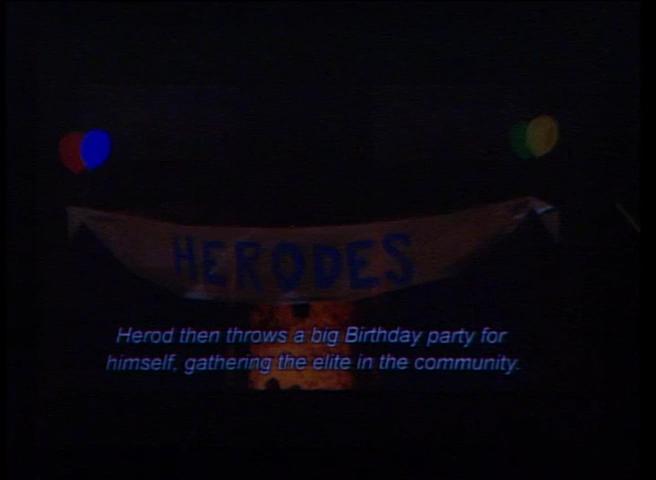 HERODES
Herod then throws a big Birthday party for
himself, gathering the elite in the community.